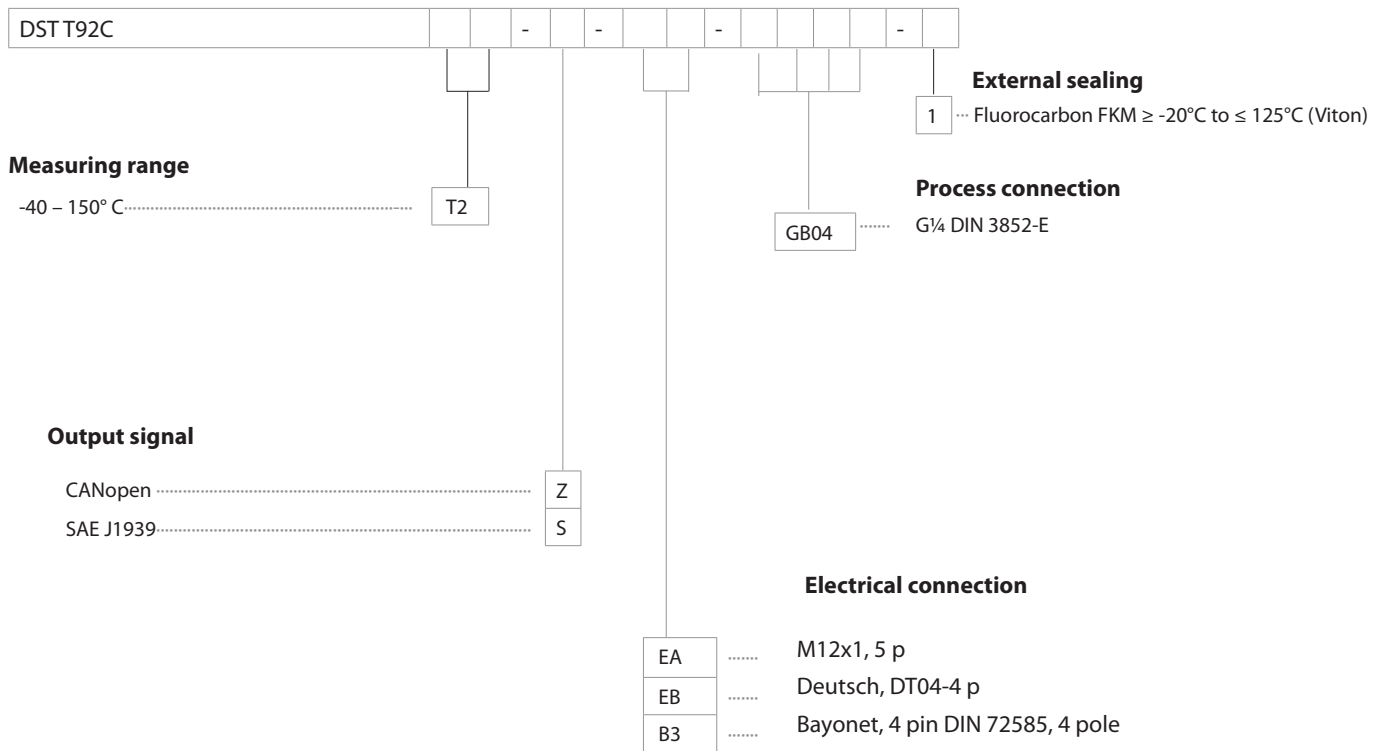 DST T92C - - - -
External sealing
1 Fluorocarbon FKM ≥ -20°C to ≤ 125°C (Viton)
Measuring range
-40 – 150° C T2
Process connection
GB04 G¼ DIN 3852-E
Output signal
CANopen Z
SAE J1939 S
Electrical connection
EA M12x1, 5 p
EB Deutsch, DT04-4 p
B3 Bayonet, 4 pin DIN 72585, 4 pole